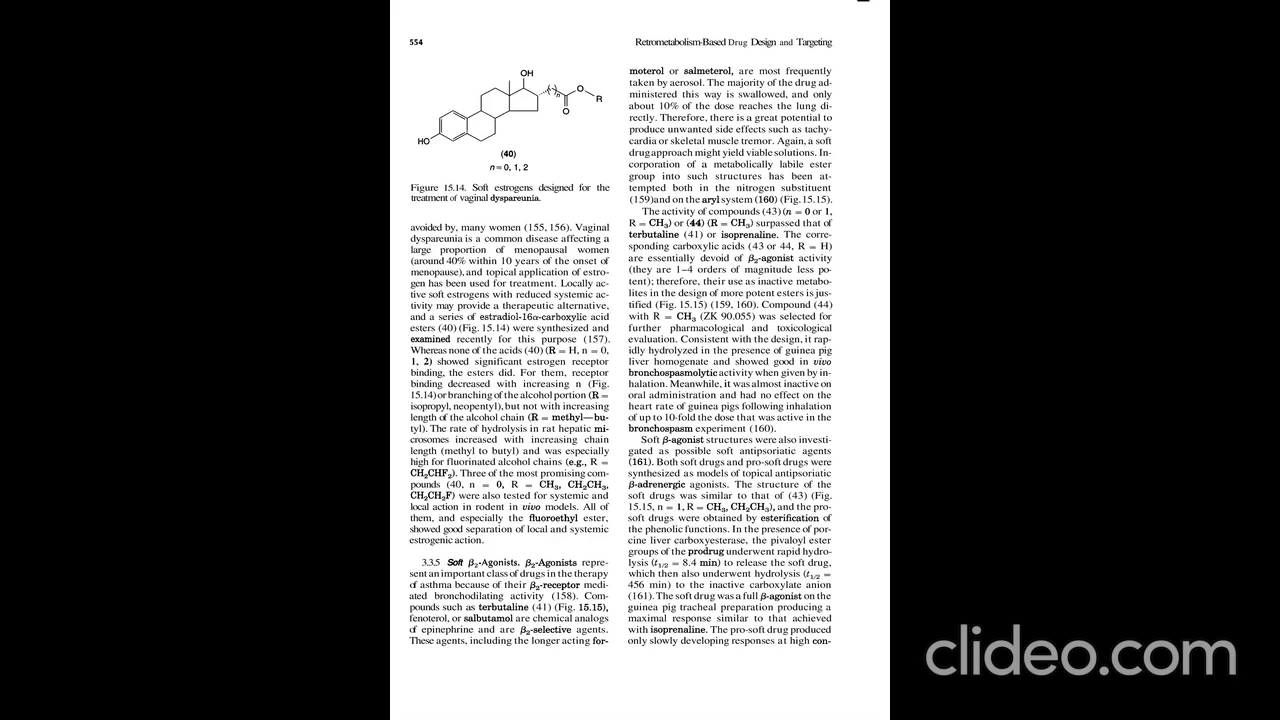 554
Retrometabolism-Based Drug Design and Targeting
OH
n
O
R
O
HO
(40)
n = 0, 1, 2
Figure 15.14. Soft estrogens designed for the
treatment of vaginal dyspareunia.
avoided by, many women (155, 156). Vaginal
dyspareunia is a common disease affecting a
large proportion of menopausal women
(around 40% within 10 years of the onset of
menopause), and topical application of estro-
gen has been used for treatment. Locally ac-
tive soft estrogens with reduced systemic ac-
tivity may provide a therapeutic alternative,
and a series of estradiol-16α-carboxylic acid
esters (40) (Fig. 15.14) were synthesized and
examined recently for this purpose (157).
Whereas none of the acids (40) (R = H, n = 0,
1, 2) showed significant estrogen receptor
binding, the esters did. For them, receptor
binding decreased with increasing n (Fig.
15.14) or branching of the alcohol portion (R =
isopropyl, neopentyl), but not with increasing
length of the alcohol chain (R = methyl—bu-
tyl). The rate of hydrolysis in rat hepatic mi-
crosomes increased with increasing chain
length (methyl to butyl) and was especially
high for fluorinated alcohol chains (e.g., R =
CH₂CHF₂). Three of the most promising com-
pounds (40, n = 0, R = CH₃, CH₂CH₃,
CH₂CH₂F) were also tested for systemic and
local action in rodent in vivo models. All of
them, and especially the fluoroethyl ester,
showed good separation of local and systemic
estrogenic action.
3.3.5 Soft β₂-Agonists. β₂-Agonists repre-
sent an important class of drugs in the therapy
of asthma because of their β₂-receptor medi-
ated bronchodilating activity (158). Com-
pounds such as terbutaline (41) (Fig. 15.15),
fenoterol, or salbutamol are chemical analogs
of epinephrine and are β₂-selective agents.
These agents, including the longer acting for-
moterol or salmeterol, are most frequently
taken by aerosol. The majority of the drug ad-
ministered this way is swallowed, and only
about 10% of the dose reaches the lung di-
rectly. Therefore, there is a great potential to
produce unwanted side effects such as tachy-
cardia or skeletal muscle tremor. Again, a soft
drug approach might yield viable solutions. In-
corporation of a metabolically labile ester
group into such structures has been at-
tempted both in the nitrogen substituent
(159) and on the aryl system (160) (Fig. 15.15).
The activity of compounds (43) (n = 0 or 1,
R = CH₃) or (44) (R = CH₃) surpassed that of
terbutaline (41) or isoprenaline. The corre-
sponding carboxylic acids (43 or 44, R = H)
are essentially devoid of β₂-agonist activity
(they are 1–4 orders of magnitude less po-
tent); therefore, their use as inactive metabo-
lites in the design of more potent esters is jus-
tified (Fig. 15.15) (159, 160). Compound (44)
with R = CH₃ (ZK 90.055) was selected for
further pharmacological and toxicological
evaluation. Consistent with the design, it rap-
idly hydrolyzed in the presence of guinea pig
liver homogenate and showed good in vivo
bronchospasmolytic activity when given by in-
halation. Meanwhile, it was almost inactive on
oral administration and had no effect on the
heart rate of guinea pigs following inhalation
of up to 10-fold the dose that was active in the
bronchospasm experiment (160).
Soft β-agonist structures were also investi-
gated as possible soft antipsoriatic agents
(161). Both soft drugs and pro-soft drugs were
synthesized as models of topical antipsoriatic
β-adrenergic agonists. The structure of the
soft drugs was similar to that of (43) (Fig.
15.15, n = 1, R = CH₃, CH₂CH₃), and the pro-
soft drugs were obtained by esterification of
the phenolic functions. In the presence of por-
cine liver carboxyesterase, the pivaloyl ester
groups of the prodrug underwent rapid hydro-
lysis (t₁/₂ = 8.4 min) to release the soft drug,
which then also underwent hydrolysis (t₁/₂ =
456 min) to the inactive carboxylate anion
(161). The soft drug was a full β-agonist on the
guinea pig tracheal preparation producing a
maximal response similar to that achieved
with isoprenaline. The pro-soft drug produced
only slowly developing responses at high con-
clideo.com